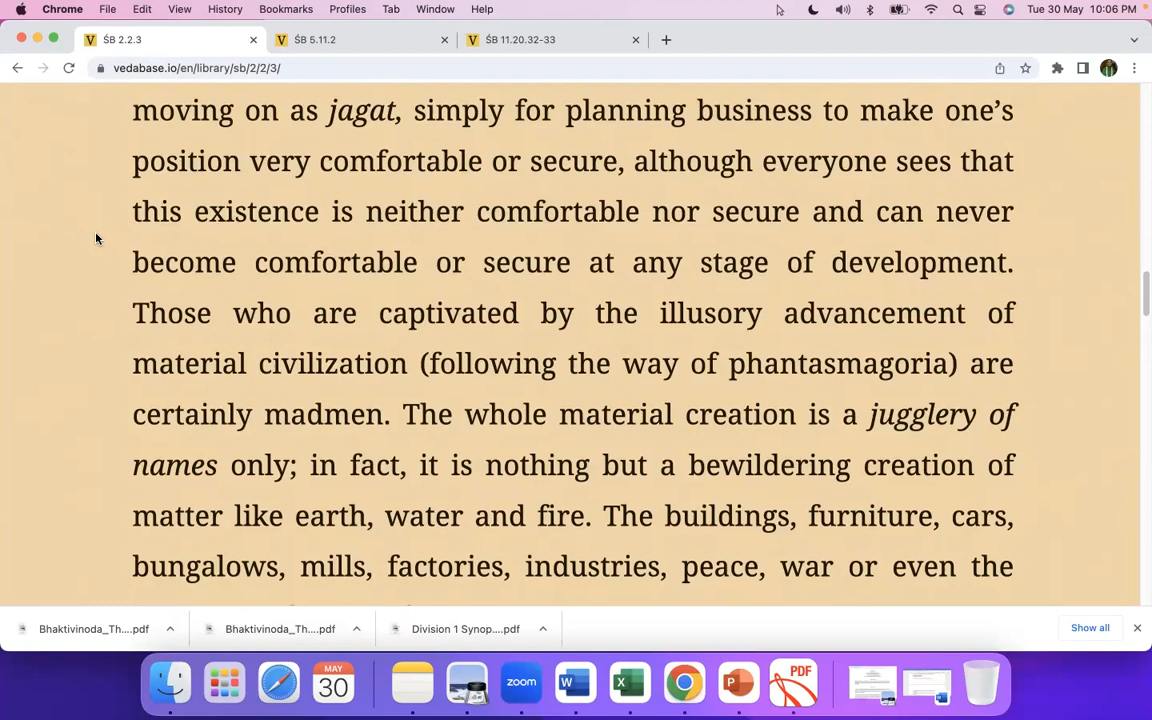 Chrome File Edit View History Bookmarks Profiles Tab Window Help Tue 30 May 10:06 PM
ŚB 2.2.3 ŚB 5.11.2 ŚB 11.20.32-33
vedabase.io/en/library/sb/2/2/3/
moving on as jagat, simply for planning business to make one’s
position very comfortable or secure, although everyone sees that
this existence is neither comfortable nor secure and can never
become comfortable or secure at any stage of development.
Those who are captivated by the illusory advancement of
material civilization (following the way of phantasmagoria) are
certainly madmen. The whole material creation is a jugglery of
names only; in fact, it is nothing but a bewildering creation of
matter like earth, water and fire. The buildings, furniture, cars,
bungalows, mills, factories, industries, peace, war or even the
Bhaktivinoda_Th....pdf Bhaktivinoda_Th....pdf Division 1 Synop....pdf Show all
MAY
30
zoom
W
X
P
PDF